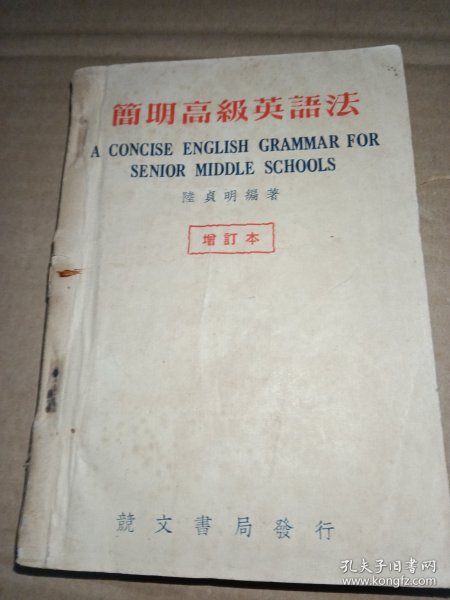 簡明高級英語法
A CONCISE ENGLISH GRAMMAR FOR
SENIOR MIDDLE SCHOOLS
陸貞明編著
增訂本
競文書局發行
孔夫子旧书网
www.kongfz.com